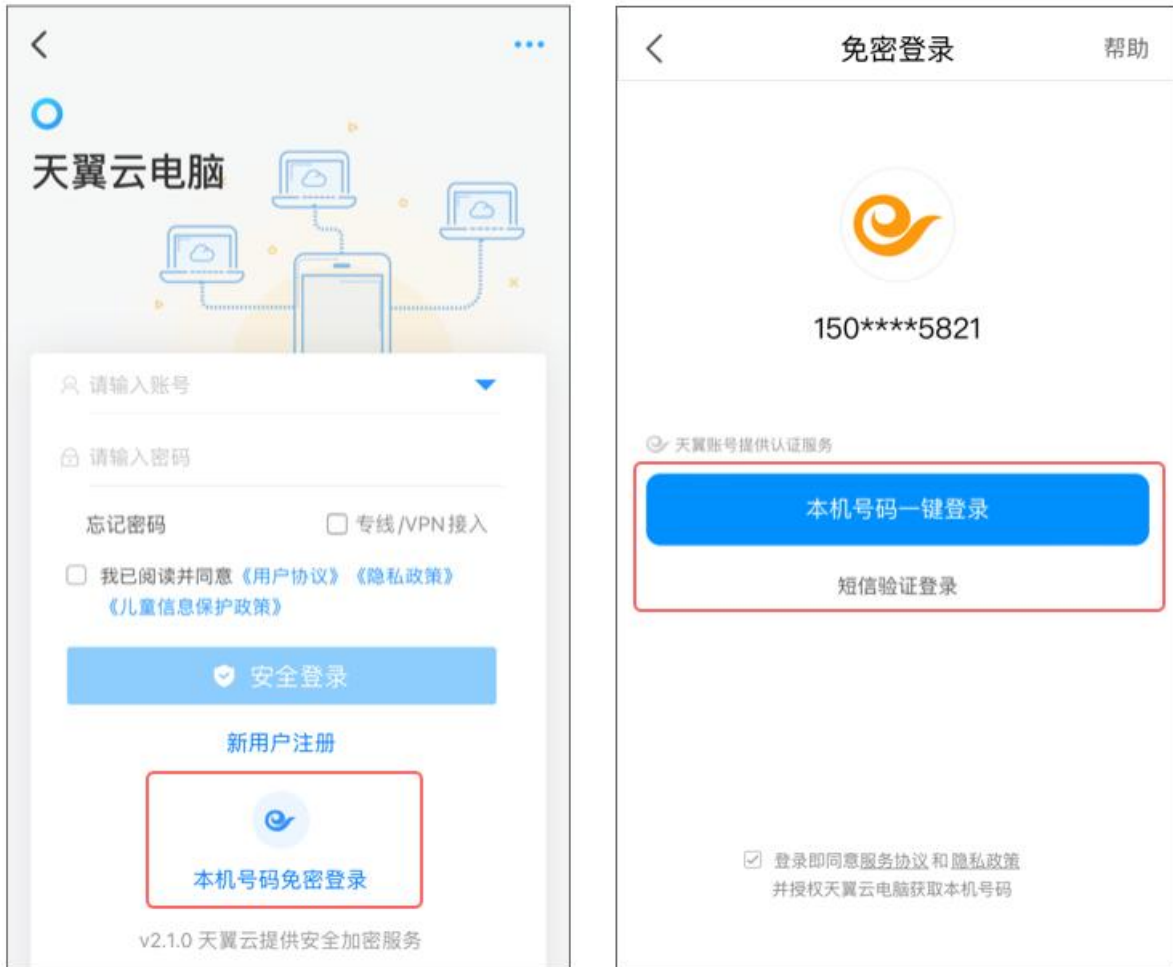 天翼云电脑
请输入账号
请输入密码
忘记密码
专线/VPN接入
我已阅读并同意《用户协议》《隐私政策》
《儿童信息保护政策》
安全登录
新用户注册
本机号码免密登录
v2.1.0 天翼云提供安全加密服务
免密登录
帮助
150****5821
天翼账号提供认证服务
本机号码一键登录
短信验证登录
登录即同意服务协议和隐私政策
并授权天翼云电脑获取本机号码